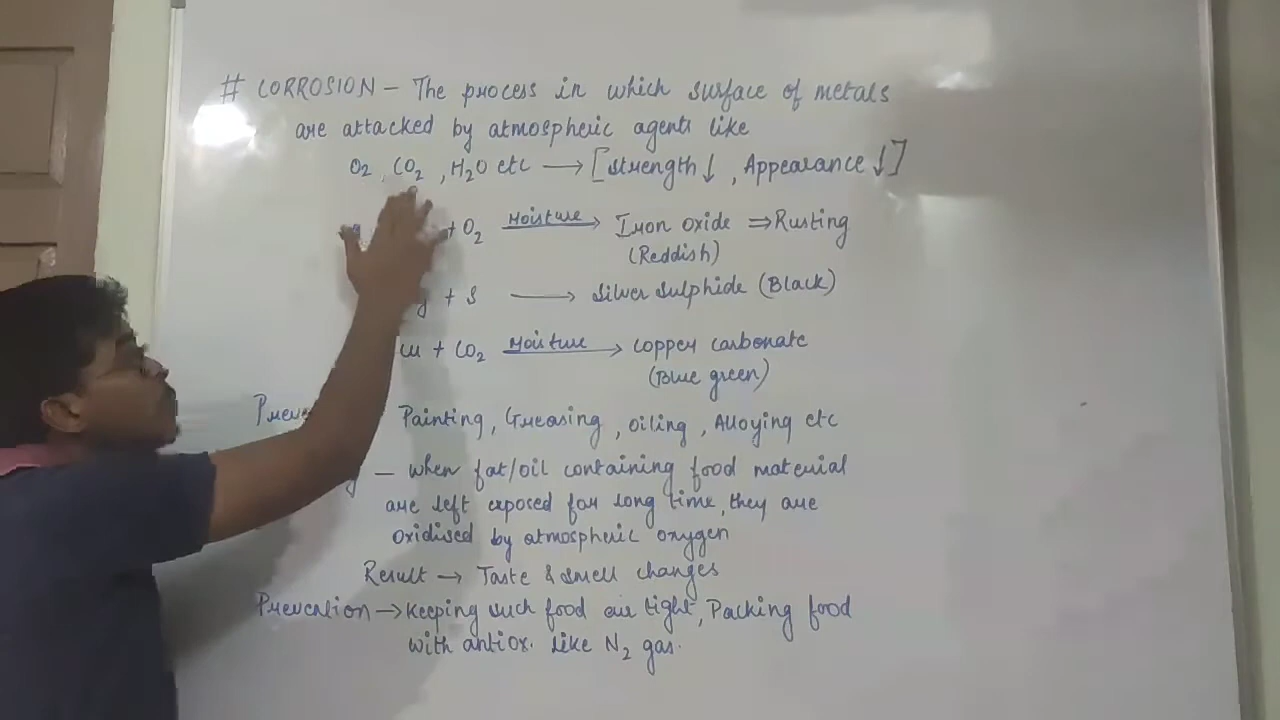 # CORROSION – The process in which surface of metals
are attacked by atmospheric agents like
O2, CO2, H2O etc → [Strength↓, Appearance↓]
+ O2 Moisture→ Iron oxide ⇒ Rusting
(Reddish)
+ S → Silver Sulphide (Black)
Cu + CO2 Moisture→ Copper carbonate
(Blue green)
Painting, Greasing, oiling, Alloying etc
– when fat/oil containing food material
are left exposed for long time, they are
oxidised by atmospheric oxygen
Result → Taste & smell changes
Prevention → Keeping such food air tight, Packing food
with antiox. like N2 gas.